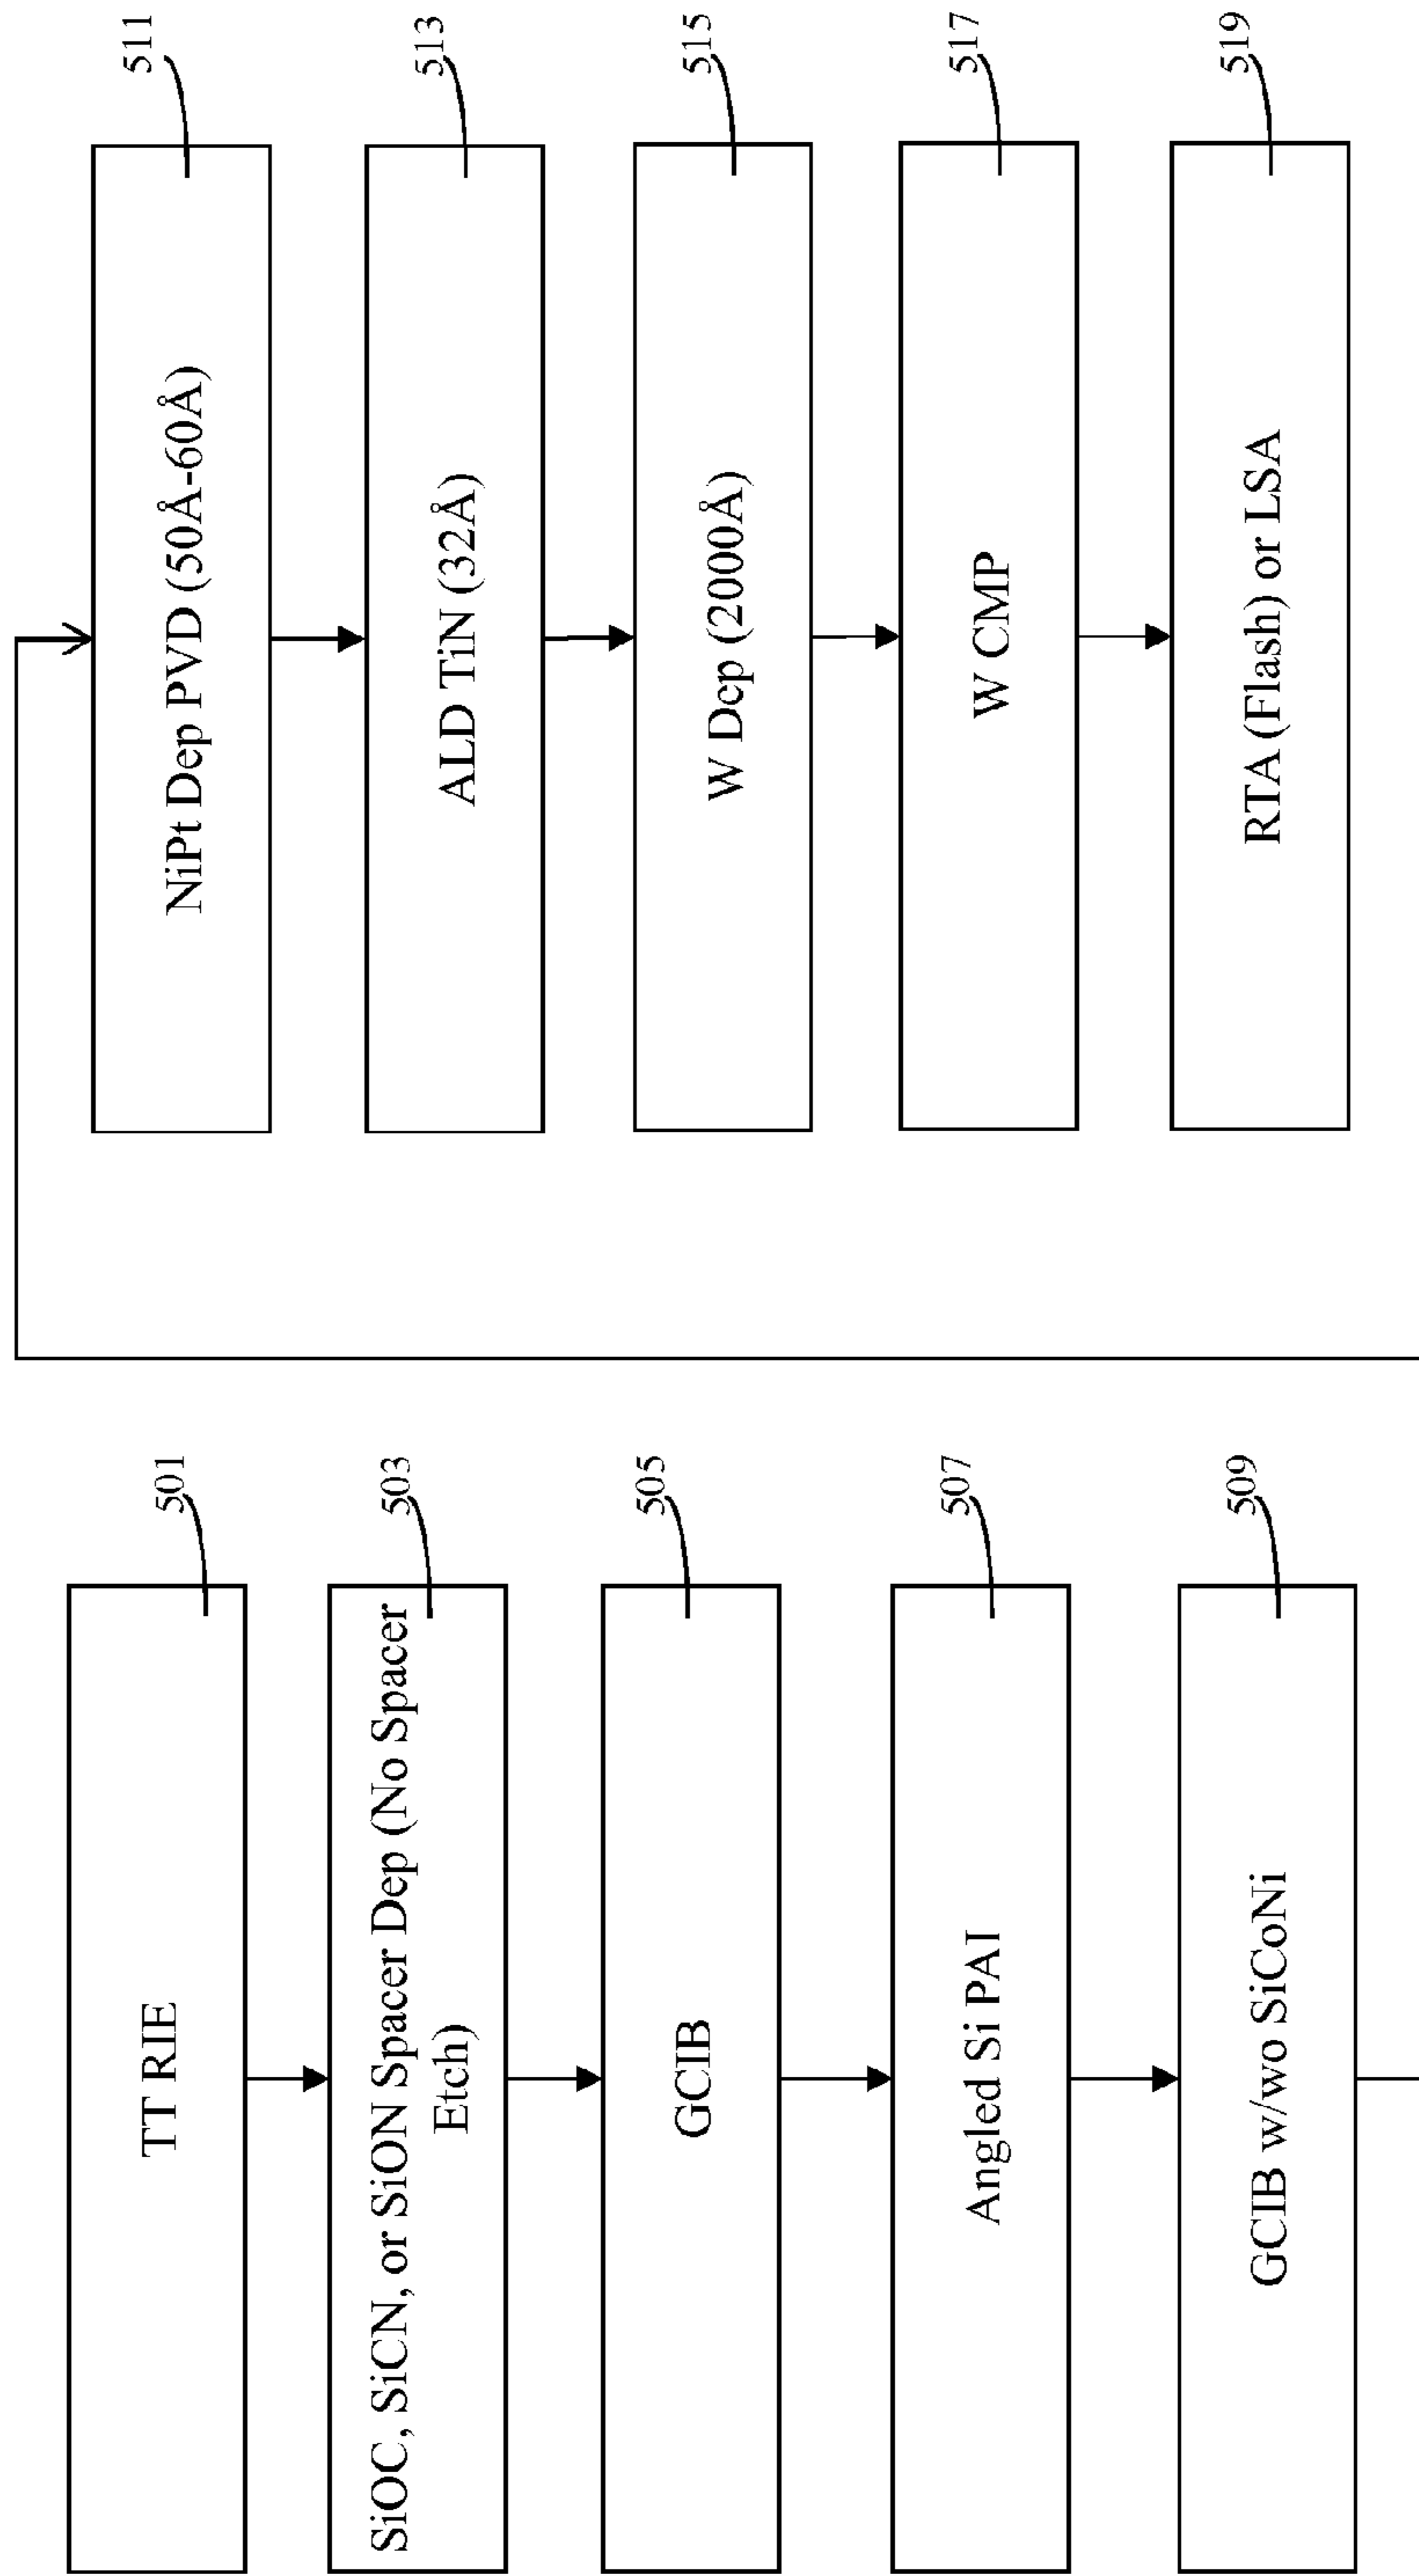 TT RIE
501
SiOC, SiCN, or SiON Spacer Dep (No Spacer
Etch)
503
GCIB
505
Angled Si PAI
507
GCIB w/wo SiCoNi
509
NiPt Dep PVD (50Å-60Å)
511
ALD TiN (32Å)
513
W Dep (2000Å)
515
W CMP
517
RTA (Flash) or LSA
519